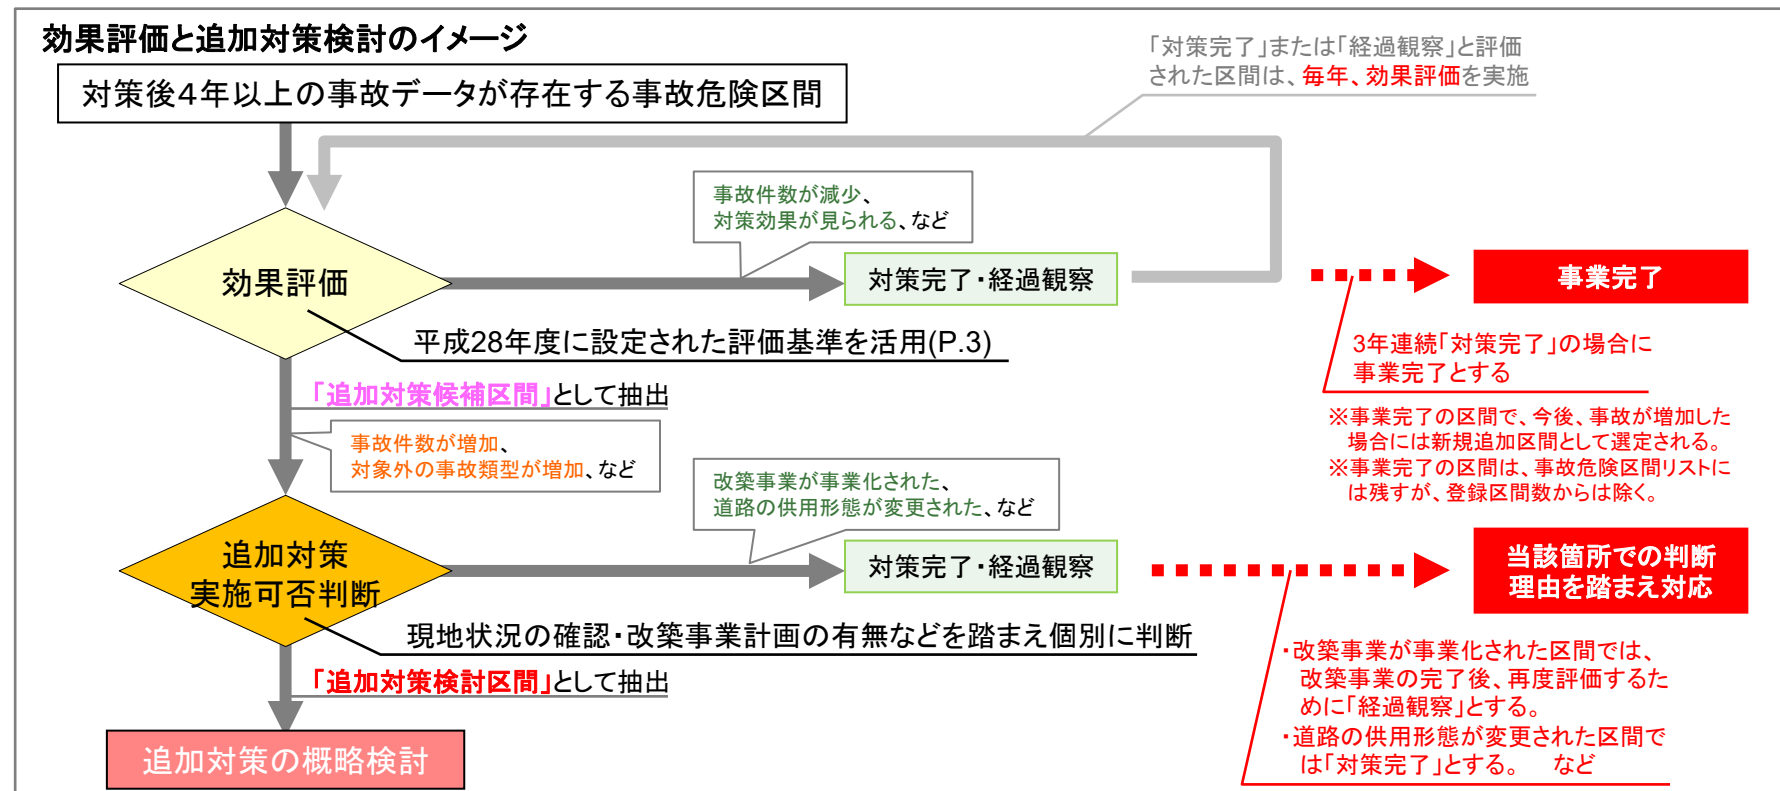 効果評価と追加対策検討のイメージ
「対策完了」または「経過観察」と評価
された区間は、毎年、効果評価を実施
対策後4年以上の事故データが存在する事故危険区間
事故件数が減少、
対策効果が見られる、など
効果評価
対策完了・経過観察
事業完了
平成28年度に設定された評価基準を活用(P.3)
3年連続「対策完了」の場合に
事業完了とする
「追加対策候補区間」として抽出
※事業完了の区間で、今後、事故が増加した
場合には新規追加区間として選定される。
※事業完了の区間は、事故危険区間リストに
は残すが、登録区間数からは除く。
事故件数が増加、
対象外の事故類型が増加、など
改築事業が事業化された、
道路の供用形態が変更された、など
追加対策
実施可否判断
対策完了・経過観察
当該箇所での判断
理由を踏まえ対応
現地状況の確認・改築事業計画の有無などを踏まえ個別に判断
・改築事業が事業化された区間では、
改築事業の完了後、再度評価するた
めに「経過観察」とする。
・道路の供用形態が変更された区間で
は「対策完了」とする。 など
「追加対策検討区間」として抽出
追加対策の概略検討